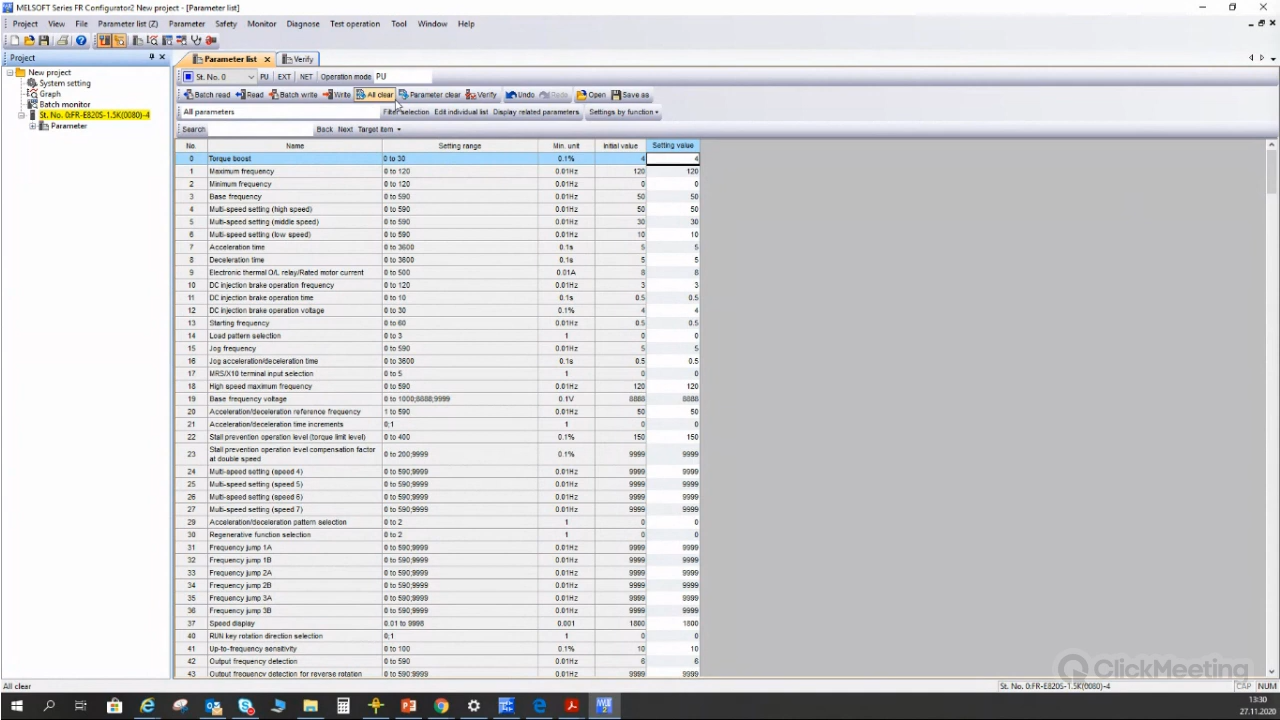 MELSOFT Series FR Configurator2 New project - [Parameter list]
Project View File Parameter list (Z) Parameter Safety Monitor Diagnose Test operation Tool Window Help
Project Parameter list Verify
St. No. 0 PU EXT NET Operation mode PU
Batch read Read Batch write Write All clear Parameter clear Verify Undo Redo Open Save as
All parameters Filter selection Edit individual list Display related parameters Settings by function
Search Back Next Target item
New project
System setting
Graph
Batch monitor
St. No. 0:FR-E820S-1.5K(0080)-4
Parameter
No. Name Setting range Min. unit Initial value Setting value
0 Torque boost 0 to 30 0.1% 4 4
1 Maximum frequency 0 to 120 0.01Hz 120 120
2 Minimum frequency 0 to 120 0.01Hz 0 0
3 Base frequency 0 to 590 0.01Hz 50 50
4 Multi-speed setting (high speed) 0 to 590 0.01Hz 50 50
5 Multi-speed setting (middle speed) 0 to 590 0.01Hz 30 30
6 Multi-speed setting (low speed) 0 to 590 0.01Hz 10 10
7 Acceleration time 0 to 3600 0.1s 5 5
8 Deceleration time 0 to 3600 0.1s 5 5
9 Electronic thermal O/L relay/Rated motor current 0 to 500 0.01A 8 8
10 DC injection brake operation frequency 0 to 120 0.01Hz 3 3
11 DC injection brake operation time 0 to 10 0.1s 0.5 0.5
12 DC injection brake operation voltage 0 to 30 0.1% 4 4
13 Starting frequency 0 to 60 0.01Hz 0.5 0.5
14 Load pattern selection 0 to 3 1 0 0
15 Jog frequency 0 to 590 0.01Hz 5 5
16 Jog acceleration/deceleration time 0 to 3600 0.1s 0.5 0.5
17 MRS/X10 terminal input selection 0 to 5 1 0 0
18 High speed maximum frequency 0 to 590 0.01Hz 120 120
19 Base frequency voltage 0 to 1000;8888;9999 0.1V 8888 8888
20 Acceleration/deceleration reference frequency 1 to 590 0.01Hz 50 50
21 Acceleration/deceleration time increments 0;1 1 0 0
22 Stall prevention operation level (torque limit level) 0 to 400 0.1% 150 150
23 Stall prevention operation level compensation factor at double speed 0 to 200;9999 0.1% 9999 9999
24 Multi-speed setting (speed 4) 0 to 590;9999 0.01Hz 9999 9999
25 Multi-speed setting (speed 5) 0 to 590;9999 0.01Hz 9999 9999
26 Multi-speed setting (speed 6) 0 to 590;9999 0.01Hz 9999 9999
27 Multi-speed setting (speed 7) 0 to 590;9999 0.01Hz 9999 9999
29 Acceleration/deceleration pattern selection 0 to 2 1 0 0
30 Regenerative function selection 0 to 2 1 0 0
31 Frequency jump 1A 0 to 590;9999 0.01Hz 9999 9999
32 Frequency jump 1B 0 to 590;9999 0.01Hz 9999 9999
33 Frequency jump 2A 0 to 590;9999 0.01Hz 9999 9999
34 Frequency jump 2B 0 to 590;9999 0.01Hz 9999 9999
35 Frequency jump 3A 0 to 590;9999 0.01Hz 9999 9999
36 Frequency jump 3B 0 to 590;9999 0.01Hz 9999 9999
37 Speed display 0.01 to 9998 0.001 1800 1800
40 RUN key rotation direction selection 0;1 1 0 0
41 Up-to-frequency sensitivity 0 to 100 0.1% 10 10
42 Output frequency detection 0 to 590 0.01Hz 6 6
43 Output frequency detection for reverse rotation 0 to 590;9999 0.01Hz 9999 9999
ClickMeeting
All clear St. No. 0:FR-E820S-1.5K(0080)-4 CAP NUM
13:30
27.11.2020